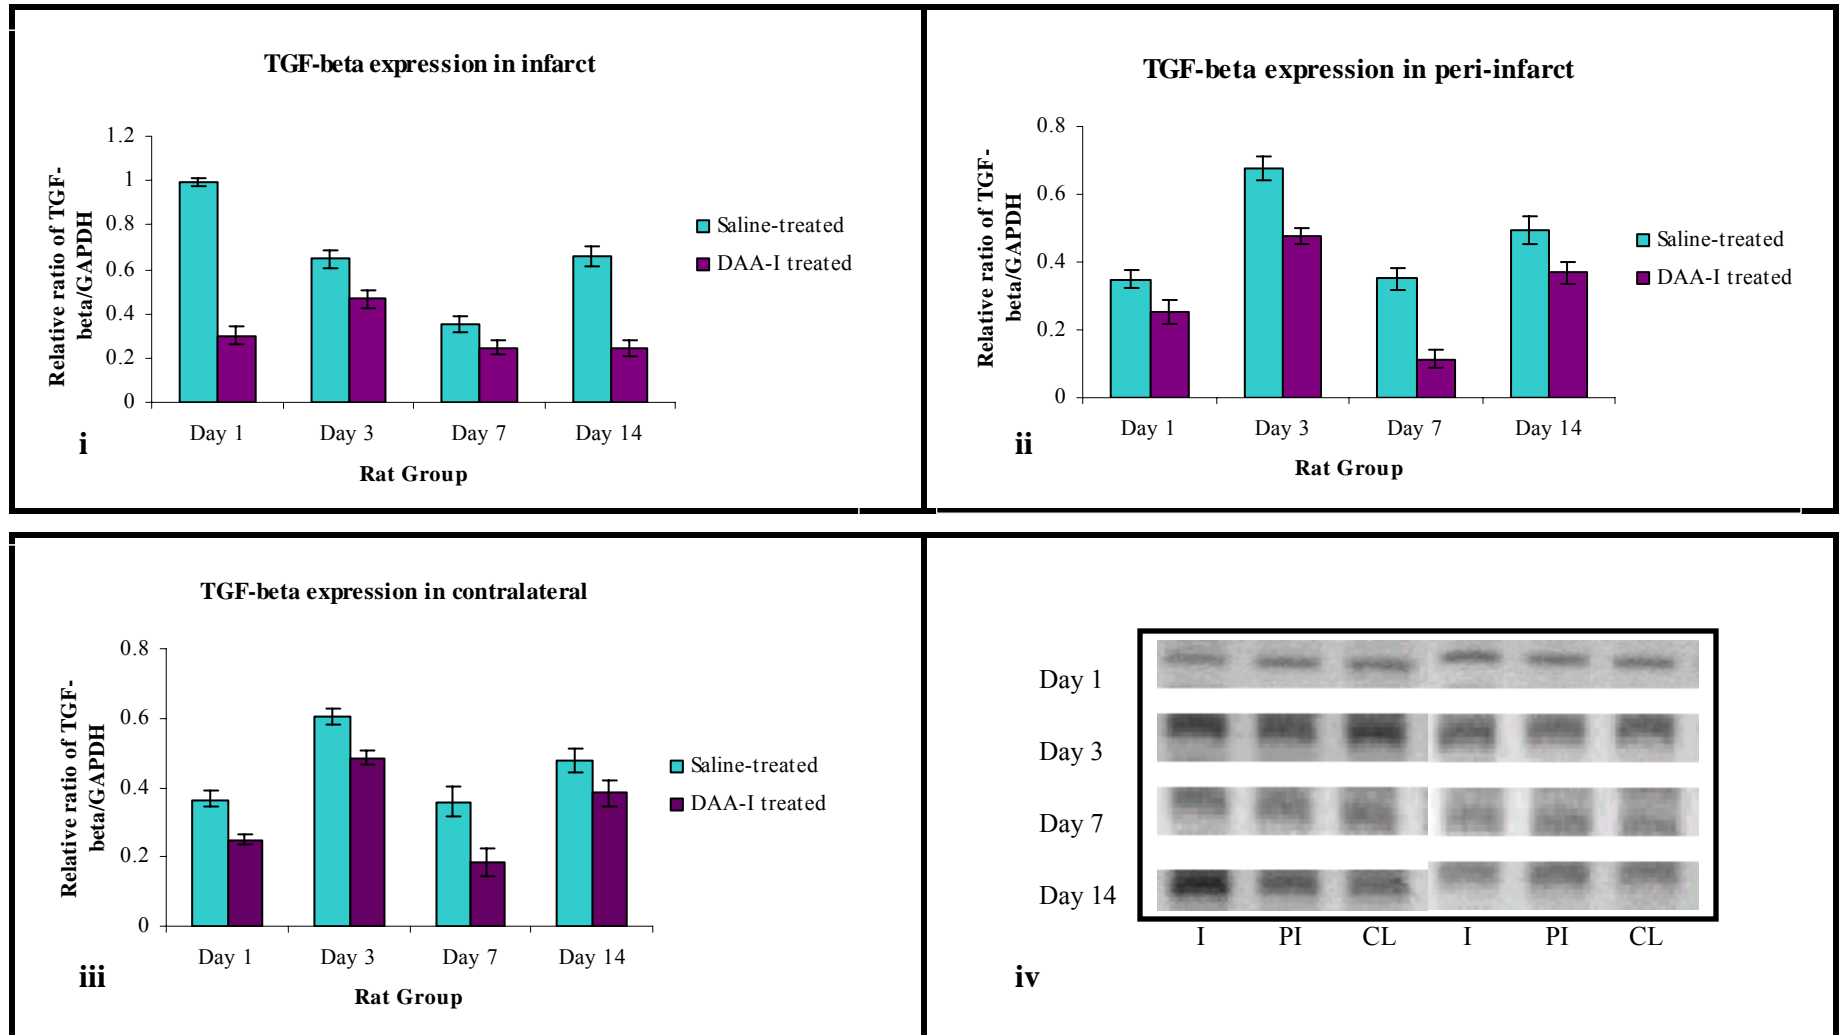 TGF-beta expression in infarct
Relative ratio of TGF-
beta/GAPDH
1.2
1
0.8
0.6
0.4
0.2
0
Day 1 Day 3 Day 7 Day 14
Rat Group
Saline-treated
DAA-I treated
i
TGF-beta expression in peri-infarct
Relative ratio of TGF-
beta/GAPDH
0.8
0.6
0.4
0.2
0
Day 1 Day 3 Day 7 Day 14
Rat Group
Saline-treated
DAA-I treated
ii
TGF-beta expression in contralateral
Relative ratio of TGF-
beta/GAPDH
0.8
0.6
0.4
0.2
0
Day 1 Day 3 Day 7 Day 14
Rat Group
Saline-treated
DAA-I treated
iii
Day 1
Day 3
Day 7
Day 14
I PI CL I PI CL
iv